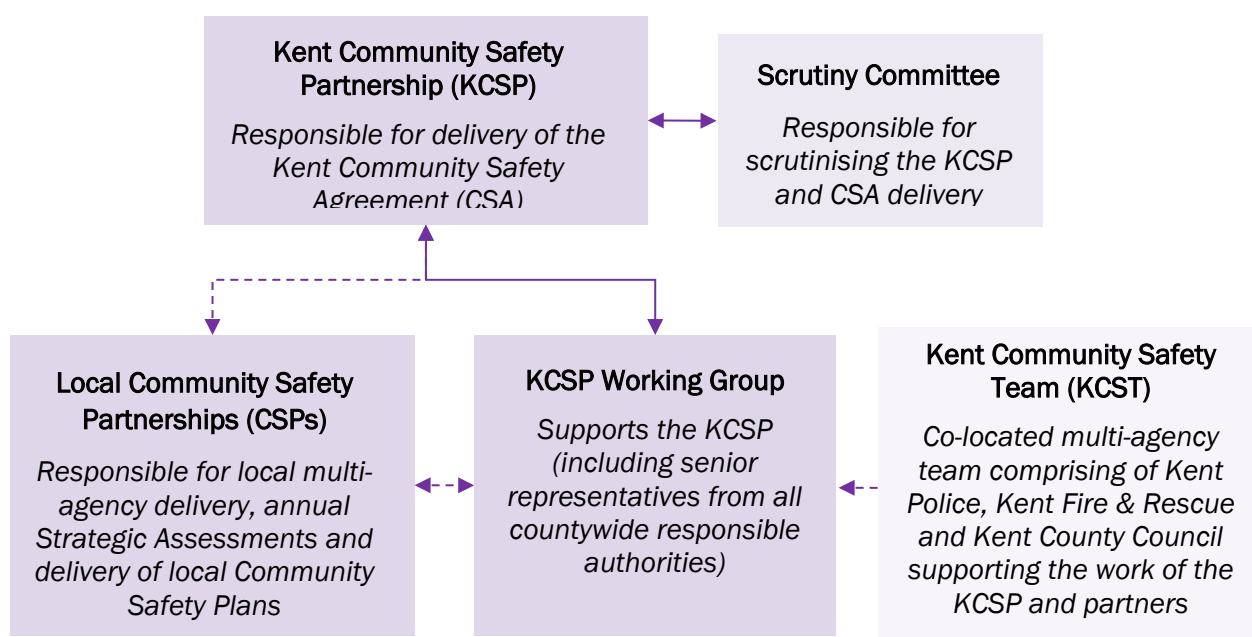 Kent Community Safety
Partnership (KCSP)
Responsible for delivery of the
Kent Community Safety
Agreement (CSA)
Scrutiny Committee
Responsible for
scrutinising the KCSP
and CSA delivery
Local Community Safety
Partnerships (CSPs)
Responsible for local multi-
agency delivery, annual
Strategic Assessments and
delivery of local Community
Safety Plans
KCSP Working Group
Supports the KCSP
(including senior
representatives from all
countywide responsible
authorities)
Kent Community Safety
Team (KCST)
Co-located multi-agency
team comprising of Kent
Police, Kent Fire & Rescue
and Kent County Council
supporting the work of the
KCSP and partners